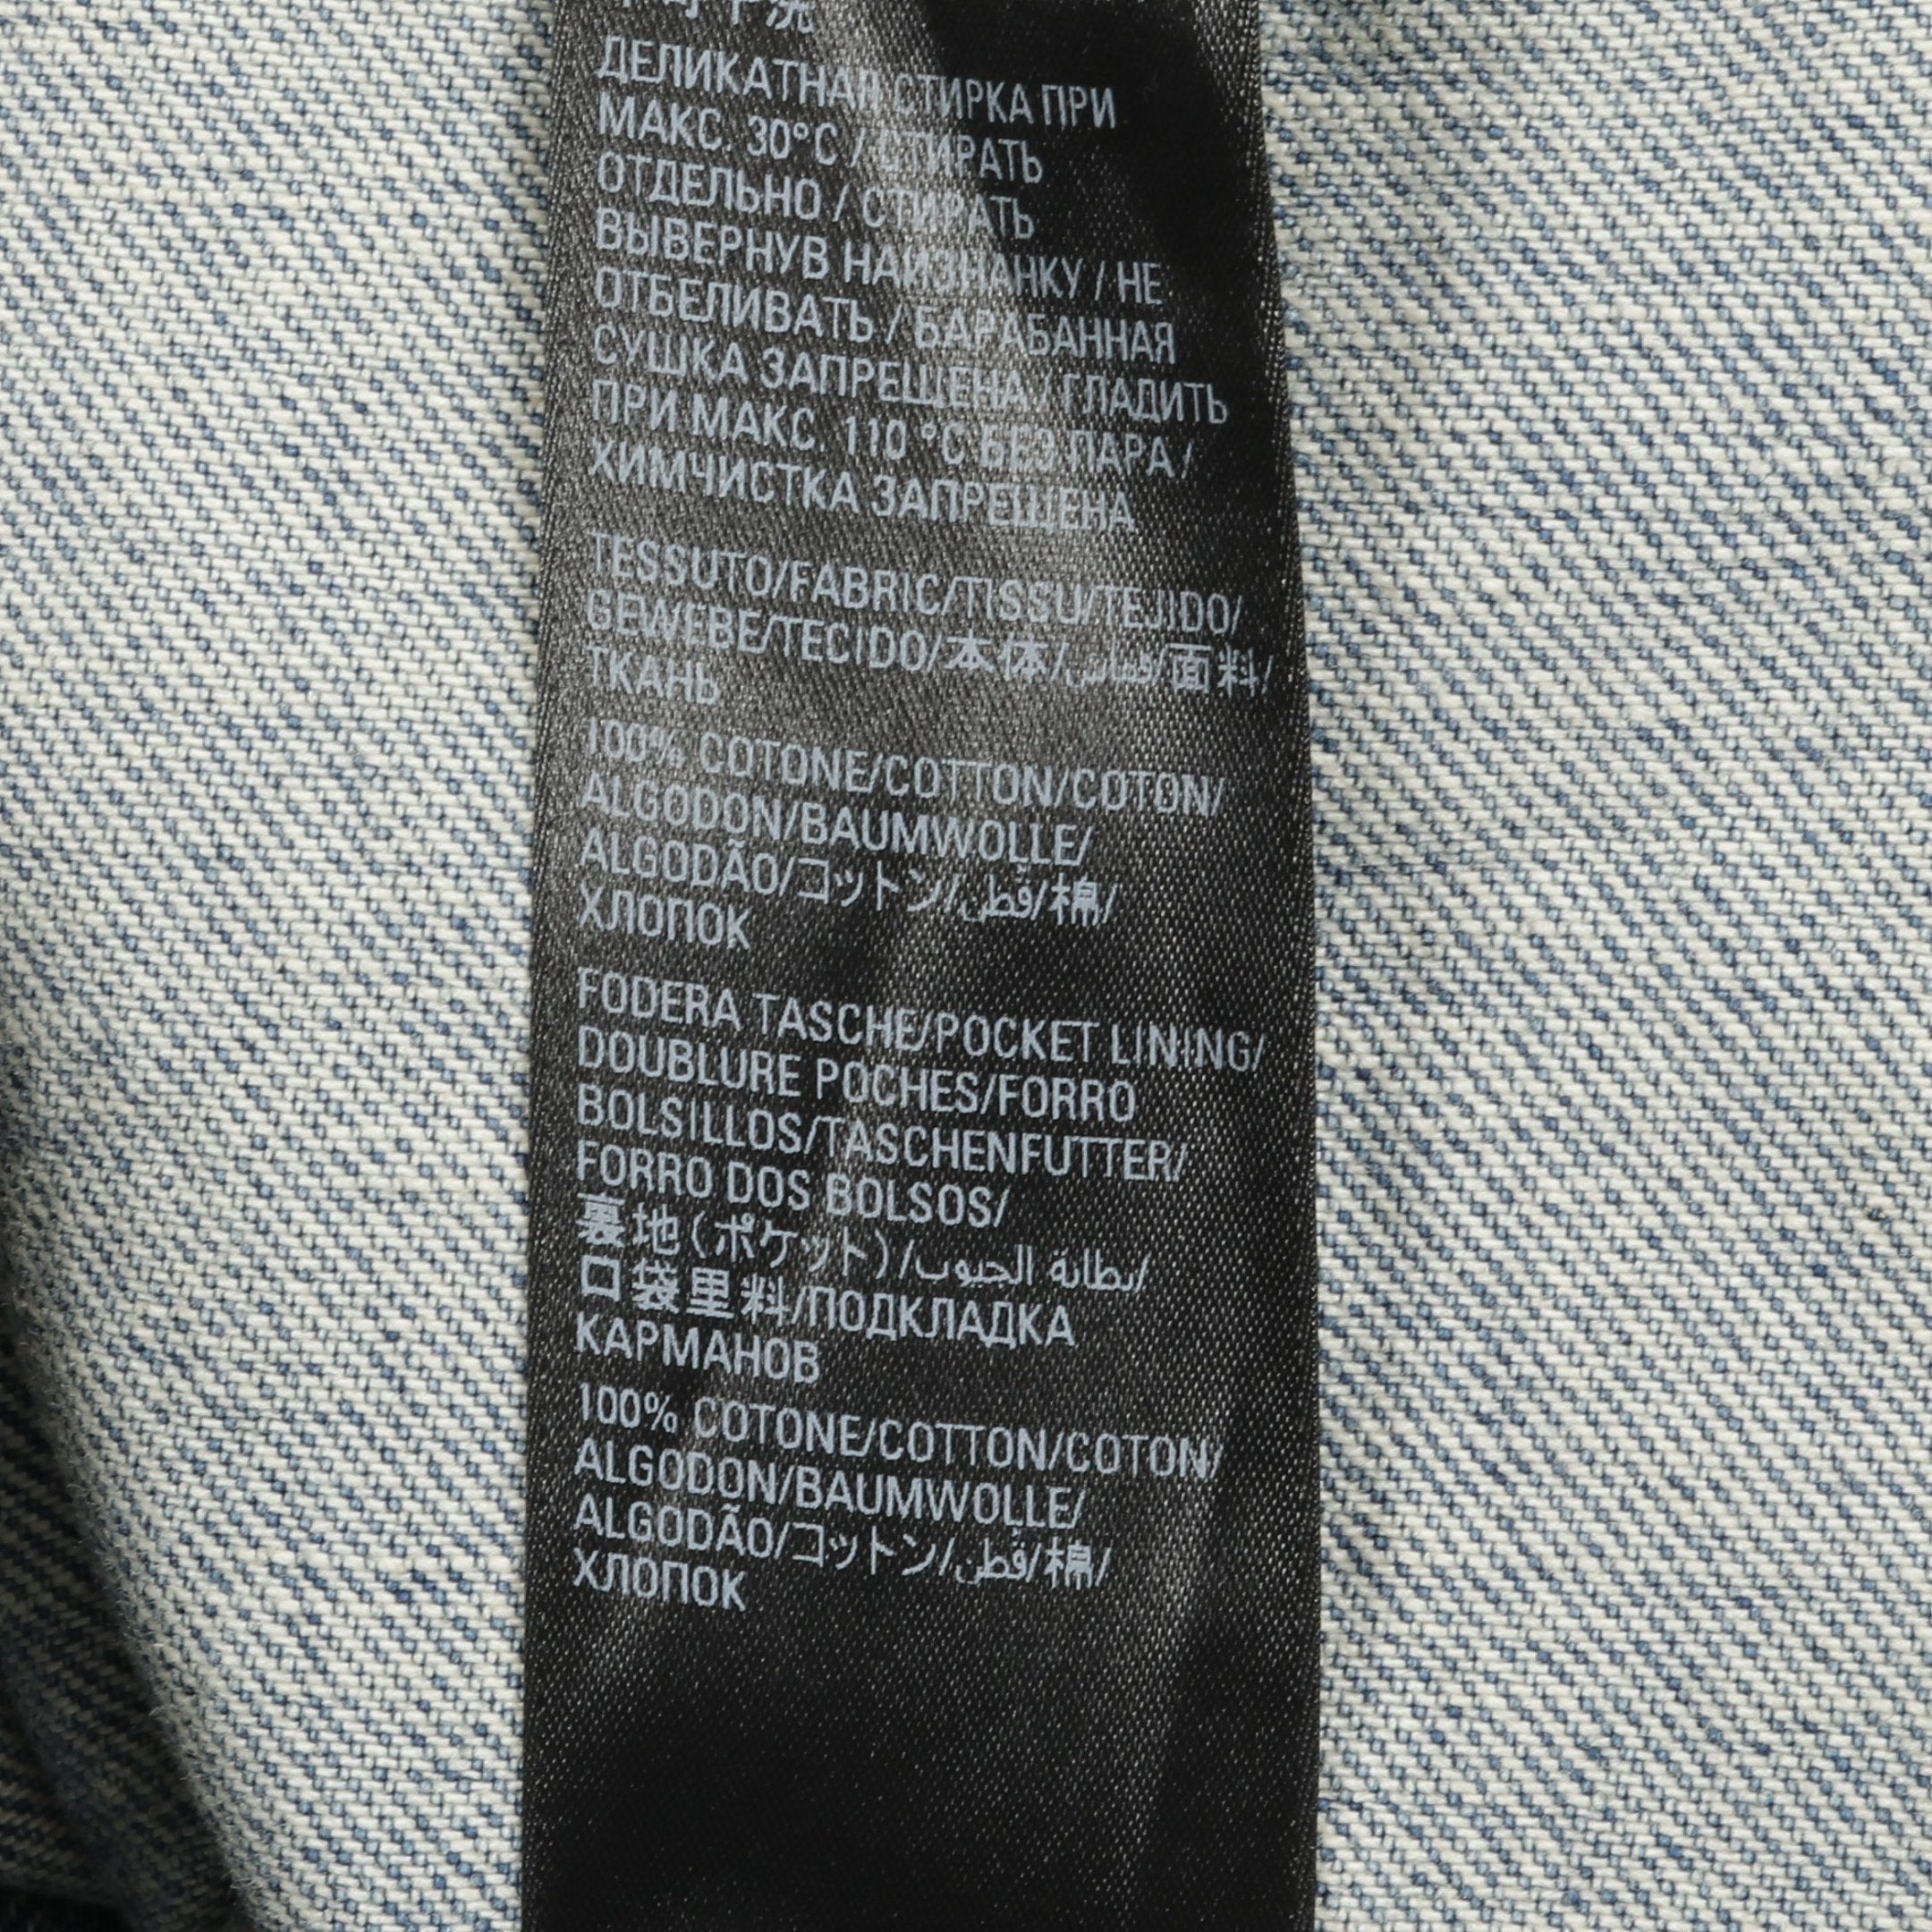 ДЕЛИКАТНАЯ СТИРКА ПРИ
МАКС. 30°C / СТИРАТЬ
ОТДЕЛЬНО / СТИРАТЬ
ВЫВЕРНУВ НАИЗНАНКУ / НЕ
ОТБЕЛИВАТЬ / БАРАБАННАЯ
СУШКА ЗАПРЕЩЕНА / ГЛАДИТЬ
ПРИ МАКС. 110 °C БЕЗ ПАРА /
ХИМЧИСТКА ЗАПРЕЩЕНА
TESSUTO/FABRIC/TISSU/TEJIDO/
GEWEBE/TECIDO/本体/قماش/面料/
ТКАНЬ
100% COTONE/COTTON/COTON/
ALGODON/BAUMWOLLE/
ALGODÃO/コットン/قطن/棉/
ХЛОПОК
FODERA TASCHE/POCKET LINING/
DOUBLURE POCHES/FORRO
BOLSILLOS/TASCHENFUTTER/
FORRO DOS BOLSOS/
裏地(ポケット)/بطانة الجيوب/
口袋里料/ПОДКЛАДКА
КАРМАНОВ
100% COTONE/COTTON/COTON/
ALGODON/BAUMWOLLE/
ALGODÃO/コットン/قطن/棉/
ХЛОПОК